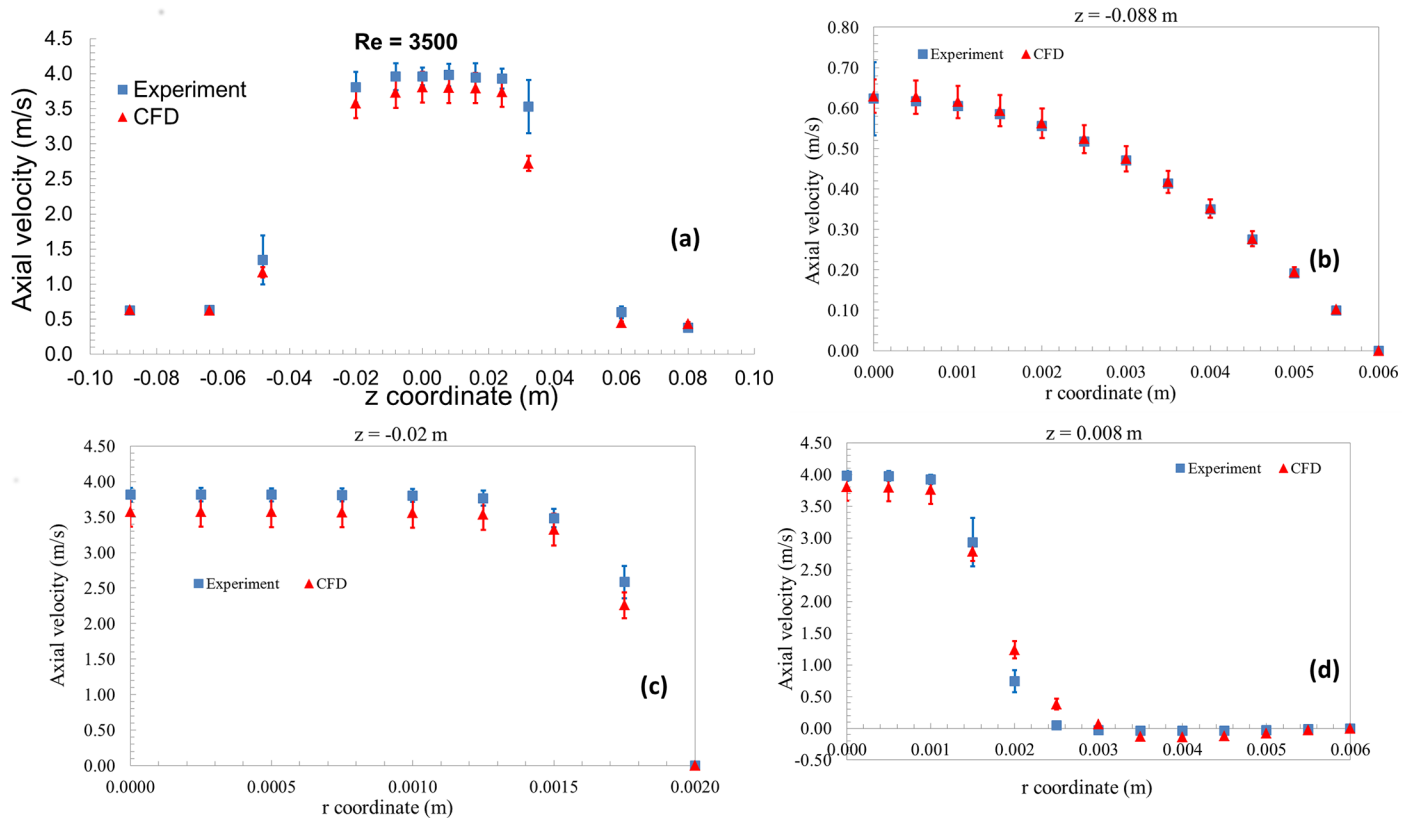 Re = 3500
Experiment
CFD
Axial velocity (m/s)
4.5
4.0
3.5
3.0
2.5
2.0
1.5
1.0
0.5
0.0
-0.10 -0.08 -0.06 -0.04 -0.02 0.00 0.02 0.04 0.06 0.08 0.10
z coordinate (m)
(a)
z = -0.088 m
Experiment CFD
Axial velocity (m/s)
0.80
0.70
0.60
0.50
0.40
0.30
0.20
0.10
0.00
0.000 0.001 0.002 0.003 0.004 0.005 0.006
r coordinate (m)
(b)
z = -0.02 m
Experiment CFD
Axial velocity (m/s)
4.50
4.00
3.50
3.00
2.50
2.00
1.50
1.00
0.50
0.00
0.0000 0.0005 0.0010 0.0015 0.0020
r coordinate (m)
(c)
z = 0.008 m
Experiment CFD
Axial velocity (m/s)
4.50
4.00
3.50
3.00
2.50
2.00
1.50
1.00
0.50
0.00
-0.50
0.000 0.001 0.002 0.003 0.004 0.005 0.006
r coordinate (m)
(d)